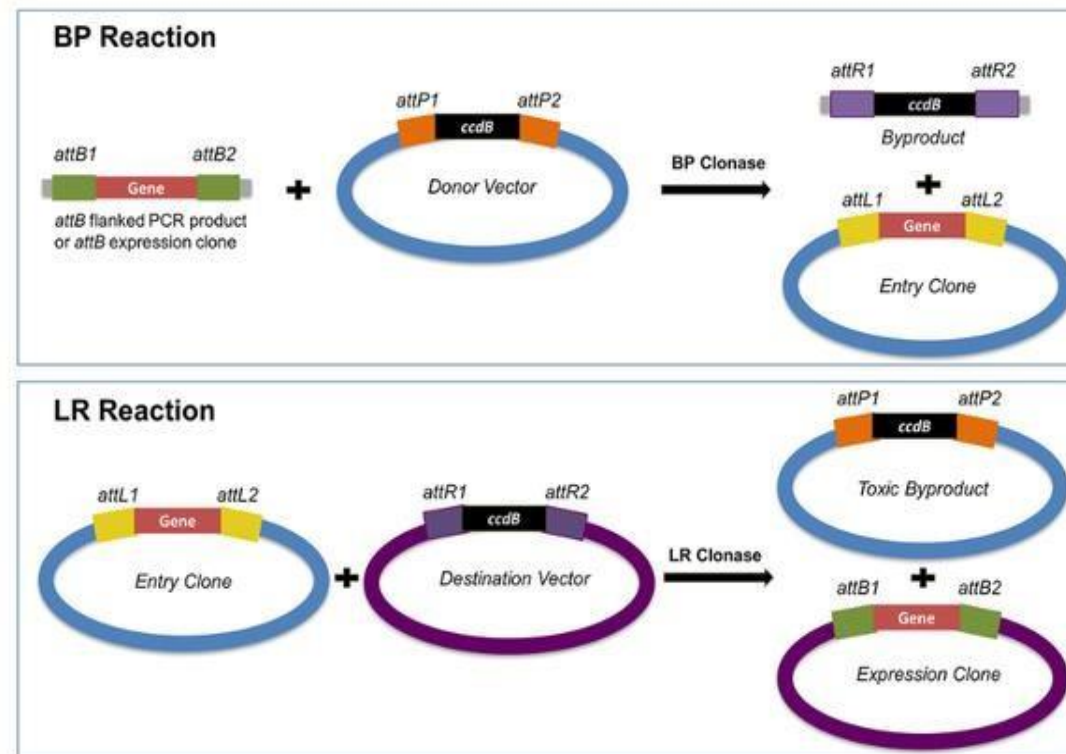 BP Reaction
attB1
attB2
Gene
attB flanked PCR product
or attB expression clone
attP1
attP2
ccdB
Donor Vector
BP Clonase
attR1
attR2
ccdB
Byproduct
attL1
attL2
Gene
Entry Clone
LR Reaction
attL1
attL2
Gene
Entry Clone
attR1
attR2
ccdB
Destination Vector
LR Clonase
attP1
attP2
ccdB
Toxic Byproduct
attB1
attB2
Gene
Expression Clone